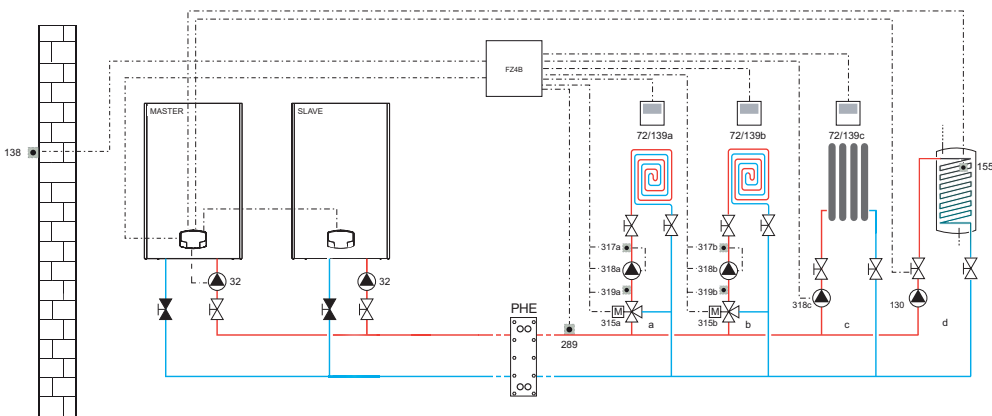 FZ4B
MASTER
SLAVE
138
72/139a
72/139b
72/139c
155
317a
317b
318a
318b
32
32
319a
319b
318c
130
PHE
M
315a
M
315b
a
b
c
d
289